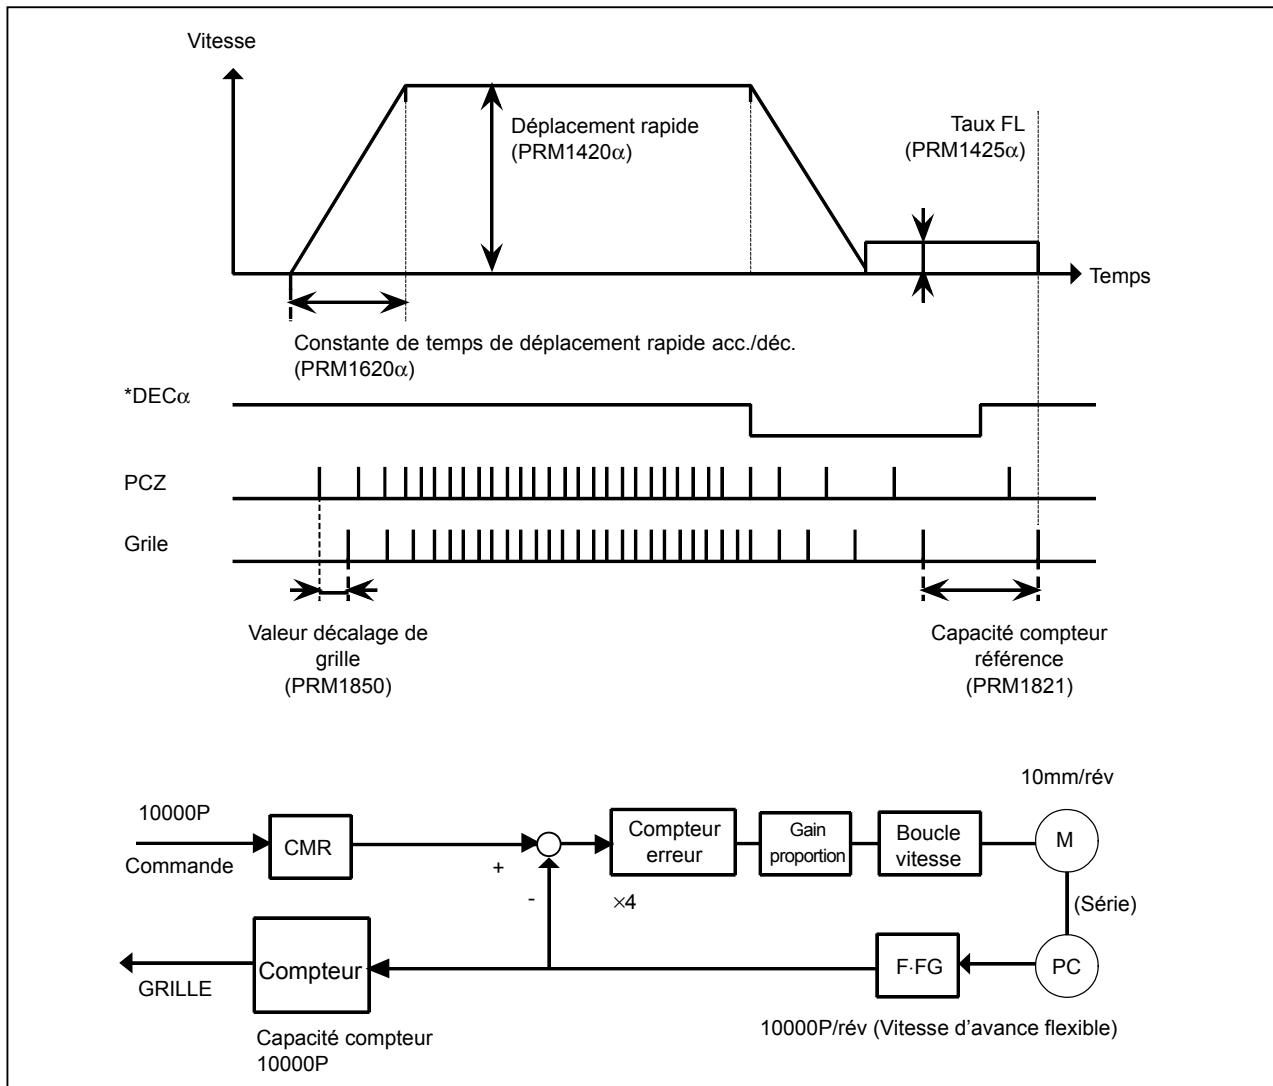 Vitesse
Déplacement rapide
(PRM1420α)
Taux FL
(PRM1425α)
Temps
Constante de temps de déplacement rapide acc./déc.
(PRM1620α)
*DECα
PCZ
Grile
Valeur décalage de
grille
(PRM1850)
Capacité compteur
référence
(PRM1821)
10mm/rév
10000P
Commande
CMR
+
-
Compteur
erreur
×4
Gain
proportion
Boucle
vitesse
M
(Série)
GRILLE
Compteur
F·FG
PC
Capacité compteur
10000P
10000P/rév (Vitesse d’avance flexible)